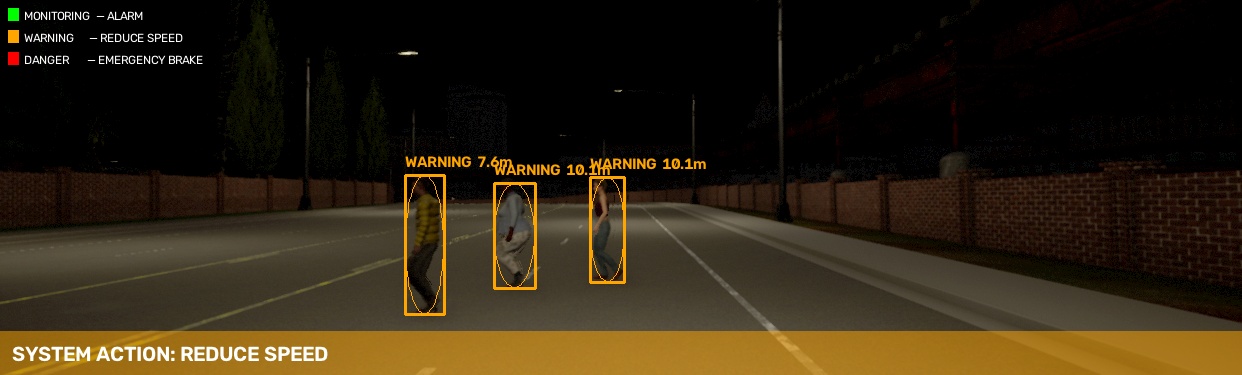 MONITORING – ALARM
WARNING – REDUCE SPEED
DANGER – EMERGENCY BRAKE
WARNING 7.6m
WARNING 10.1m
WARNING 10.1m
SYSTEM ACTION: REDUCE SPEED